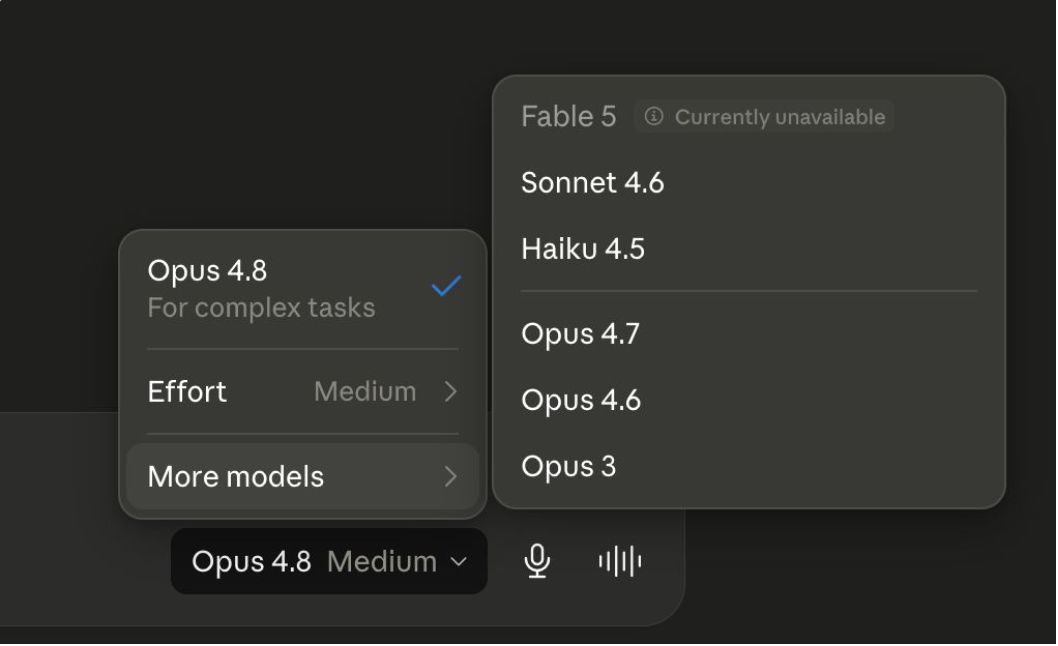 Fable 5 Currently unavailable
Sonnet 4.6
Haiku 4.5
Opus 4.7
Opus 4.6
Opus 3
Opus 4.8
For complex tasks
Effort Medium
More models
Opus 4.8 Medium